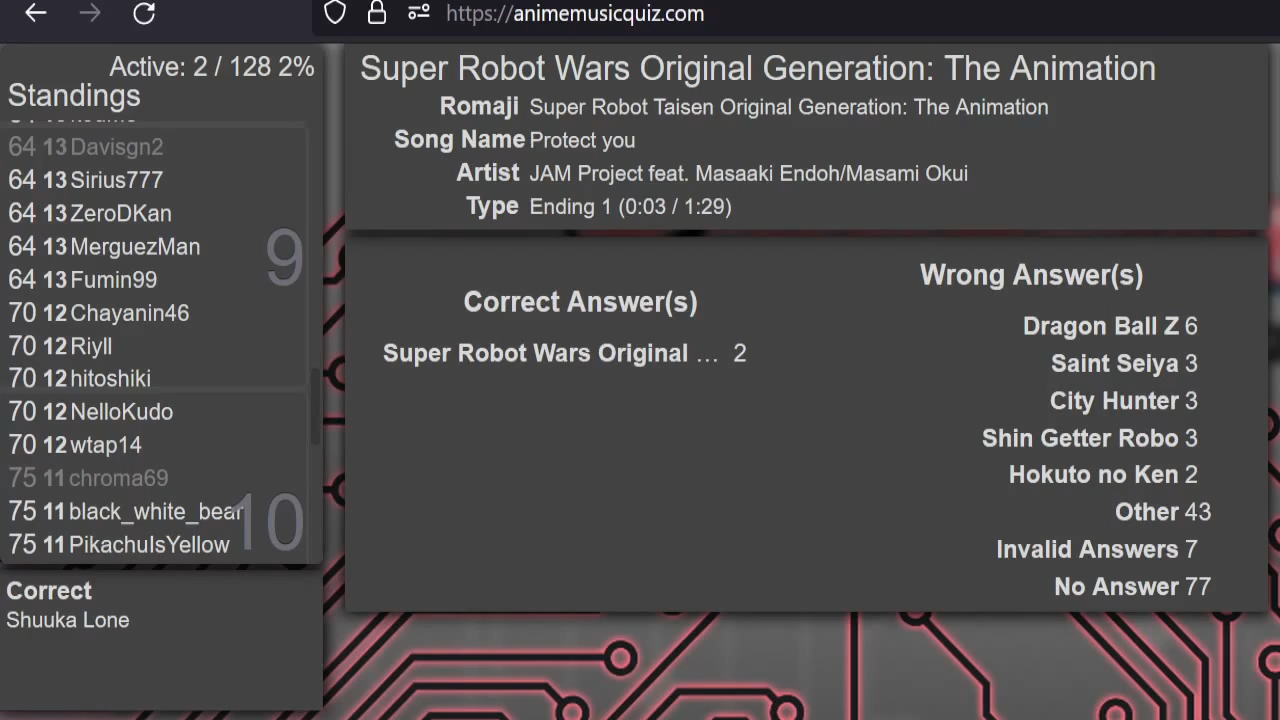 https://animemusicquiz.com
Active: 2 / 128 2%
Standings
64 13 Davisgn2
64 13 Sirius777
64 13 ZeroDKan
64 13 MerguezMan
9
64 13 Fumin99
70 12 Chayanin46
70 12 Riyll
70 12 hitoshiki
70 12 NelloKudo
70 12 wtap14
75 11 chroma69
75 11 black_white_bear
10
75 11 PikachuIsYellow
Correct
Shuuka Lone
Super Robot Wars Original Generation: The Animation
Romaji Super Robot Taisen Original Generation: The Animation
Song Name Protect you
Artist JAM Project feat. Masaaki Endoh/Masami Okui
Type Ending 1 (0:03 / 1:29)
Correct Answer(s)
Super Robot Wars Original ... 2
Wrong Answer(s)
Dragon Ball Z 6
Saint Seiya 3
City Hunter 3
Shin Getter Robo 3
Hokuto no Ken 2
Other 43
Invalid Answers 7
No Answer 77